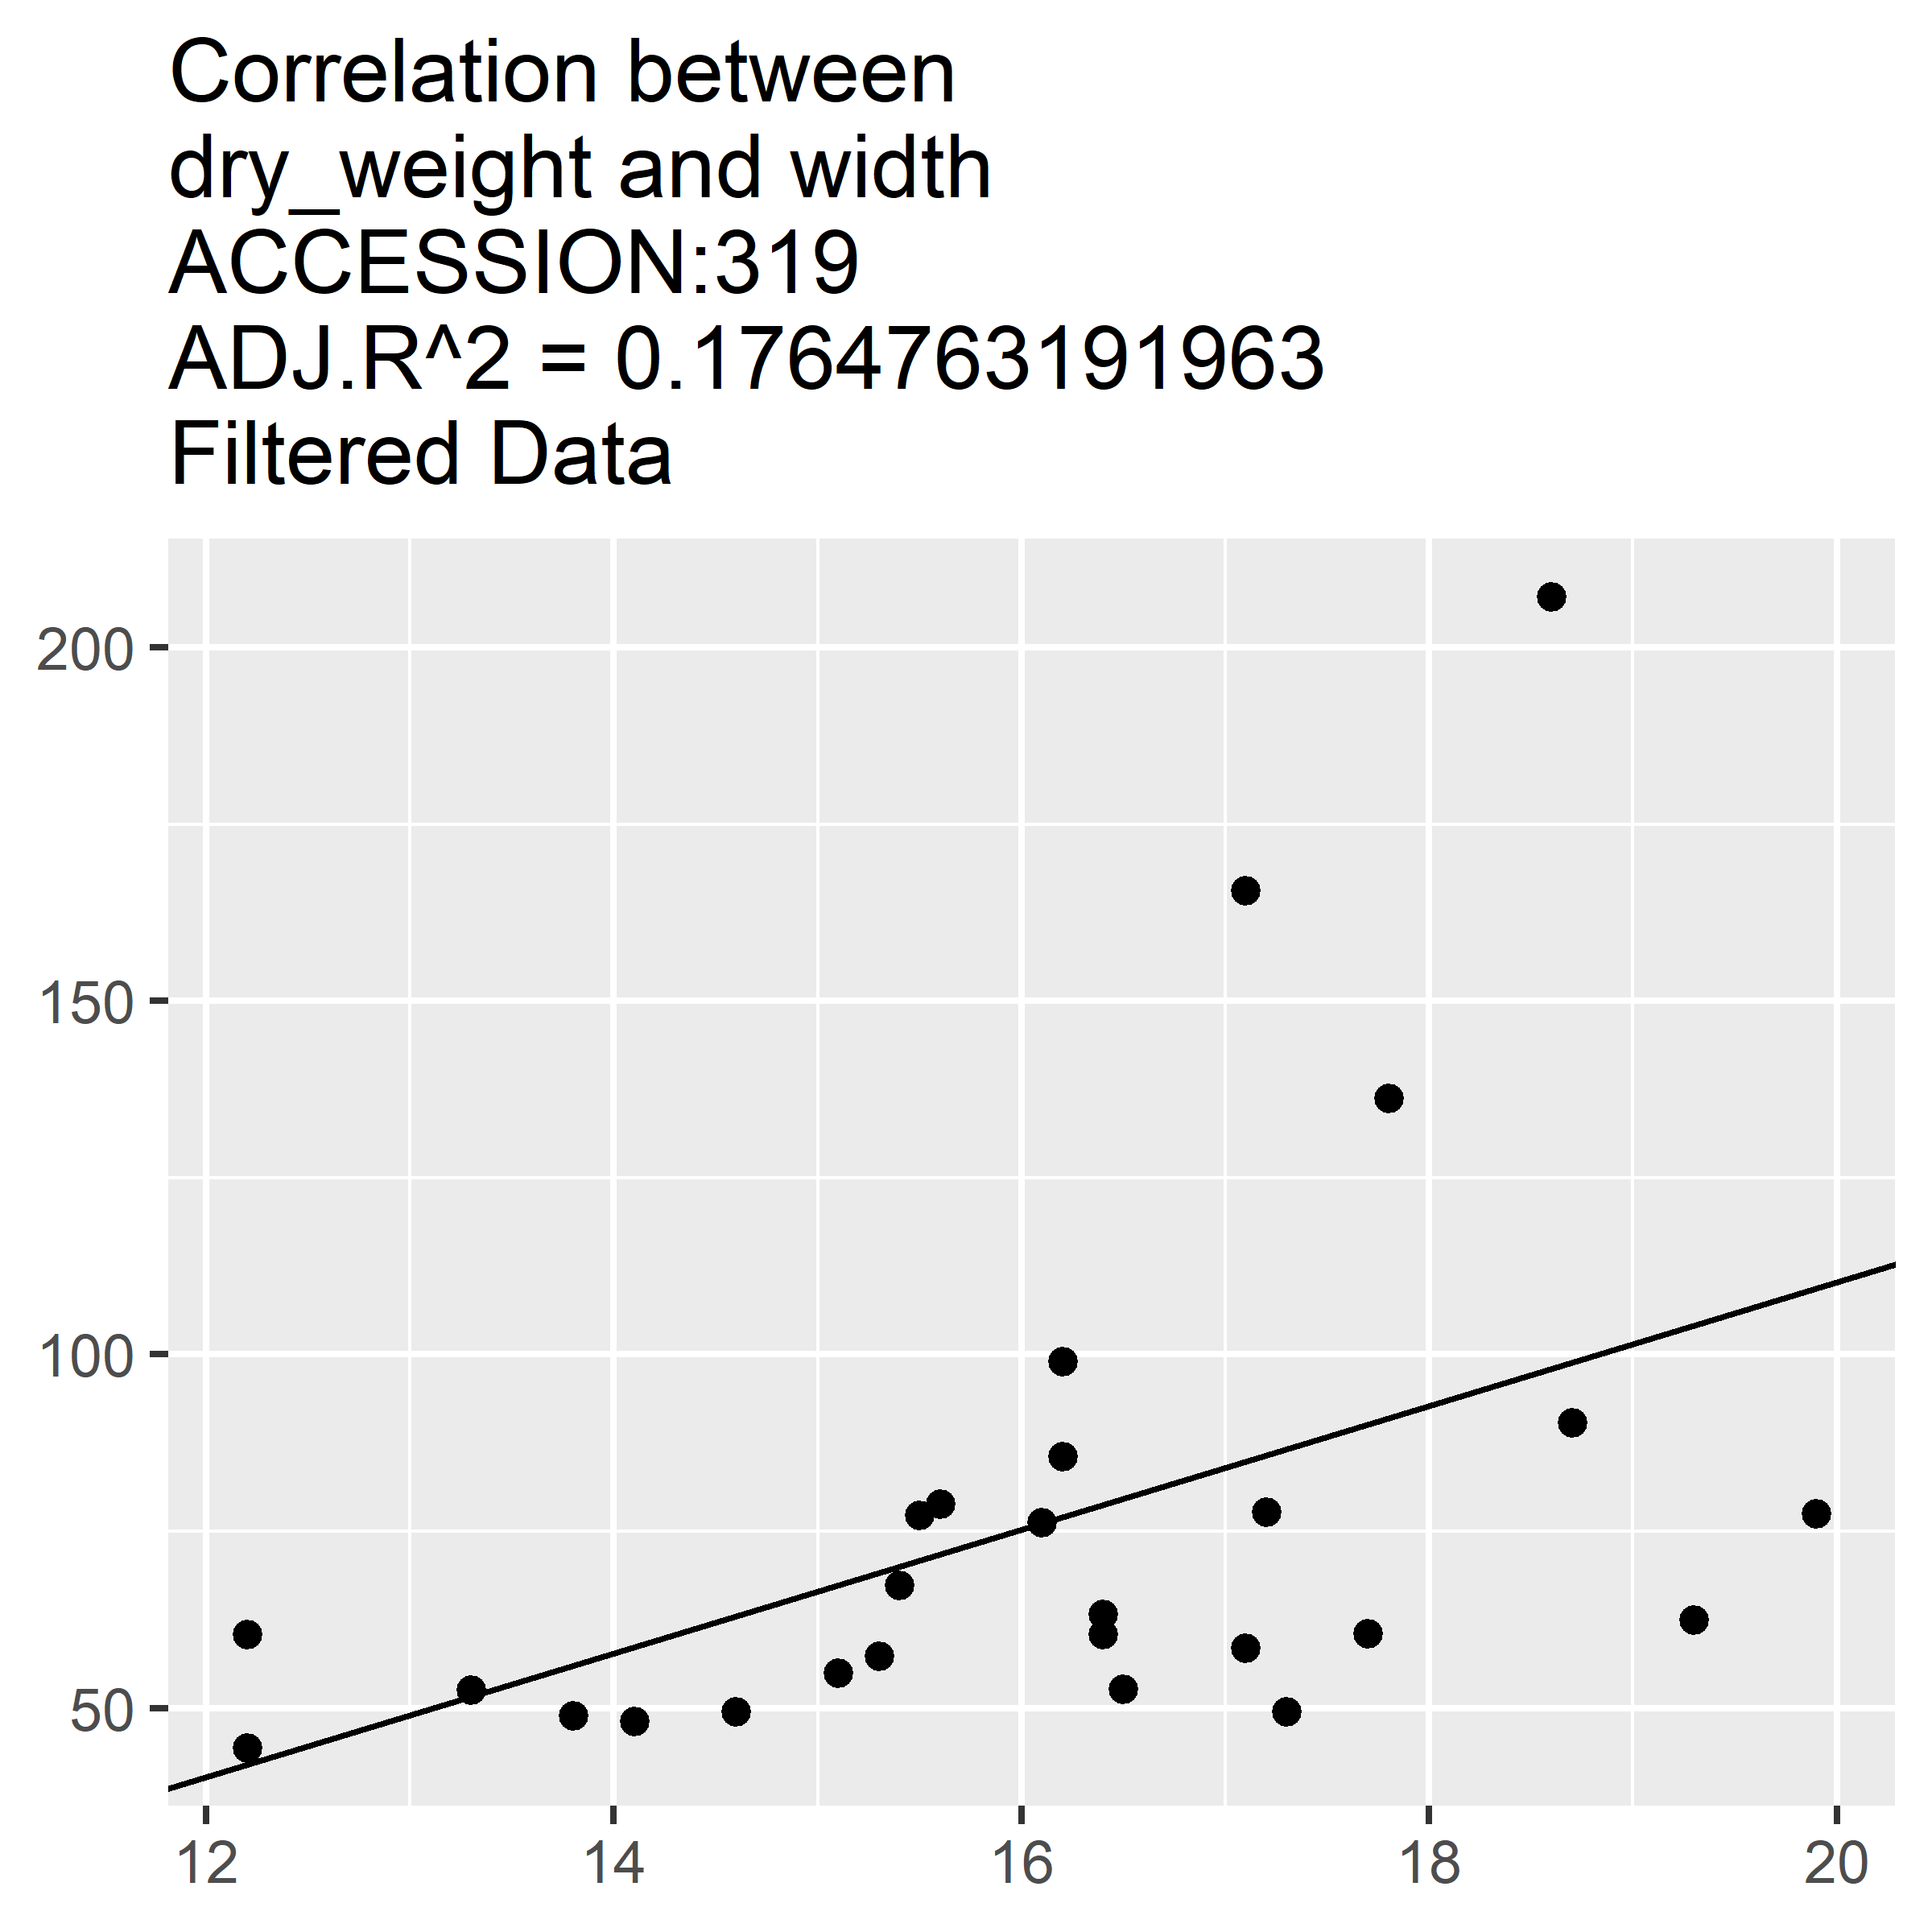 Correlation between
dry_weight and width
ACCESSION:319
ADJ.R^2 = 0.1764763191963
Filtered Data
200
150
100
50
12 14 16 18 20